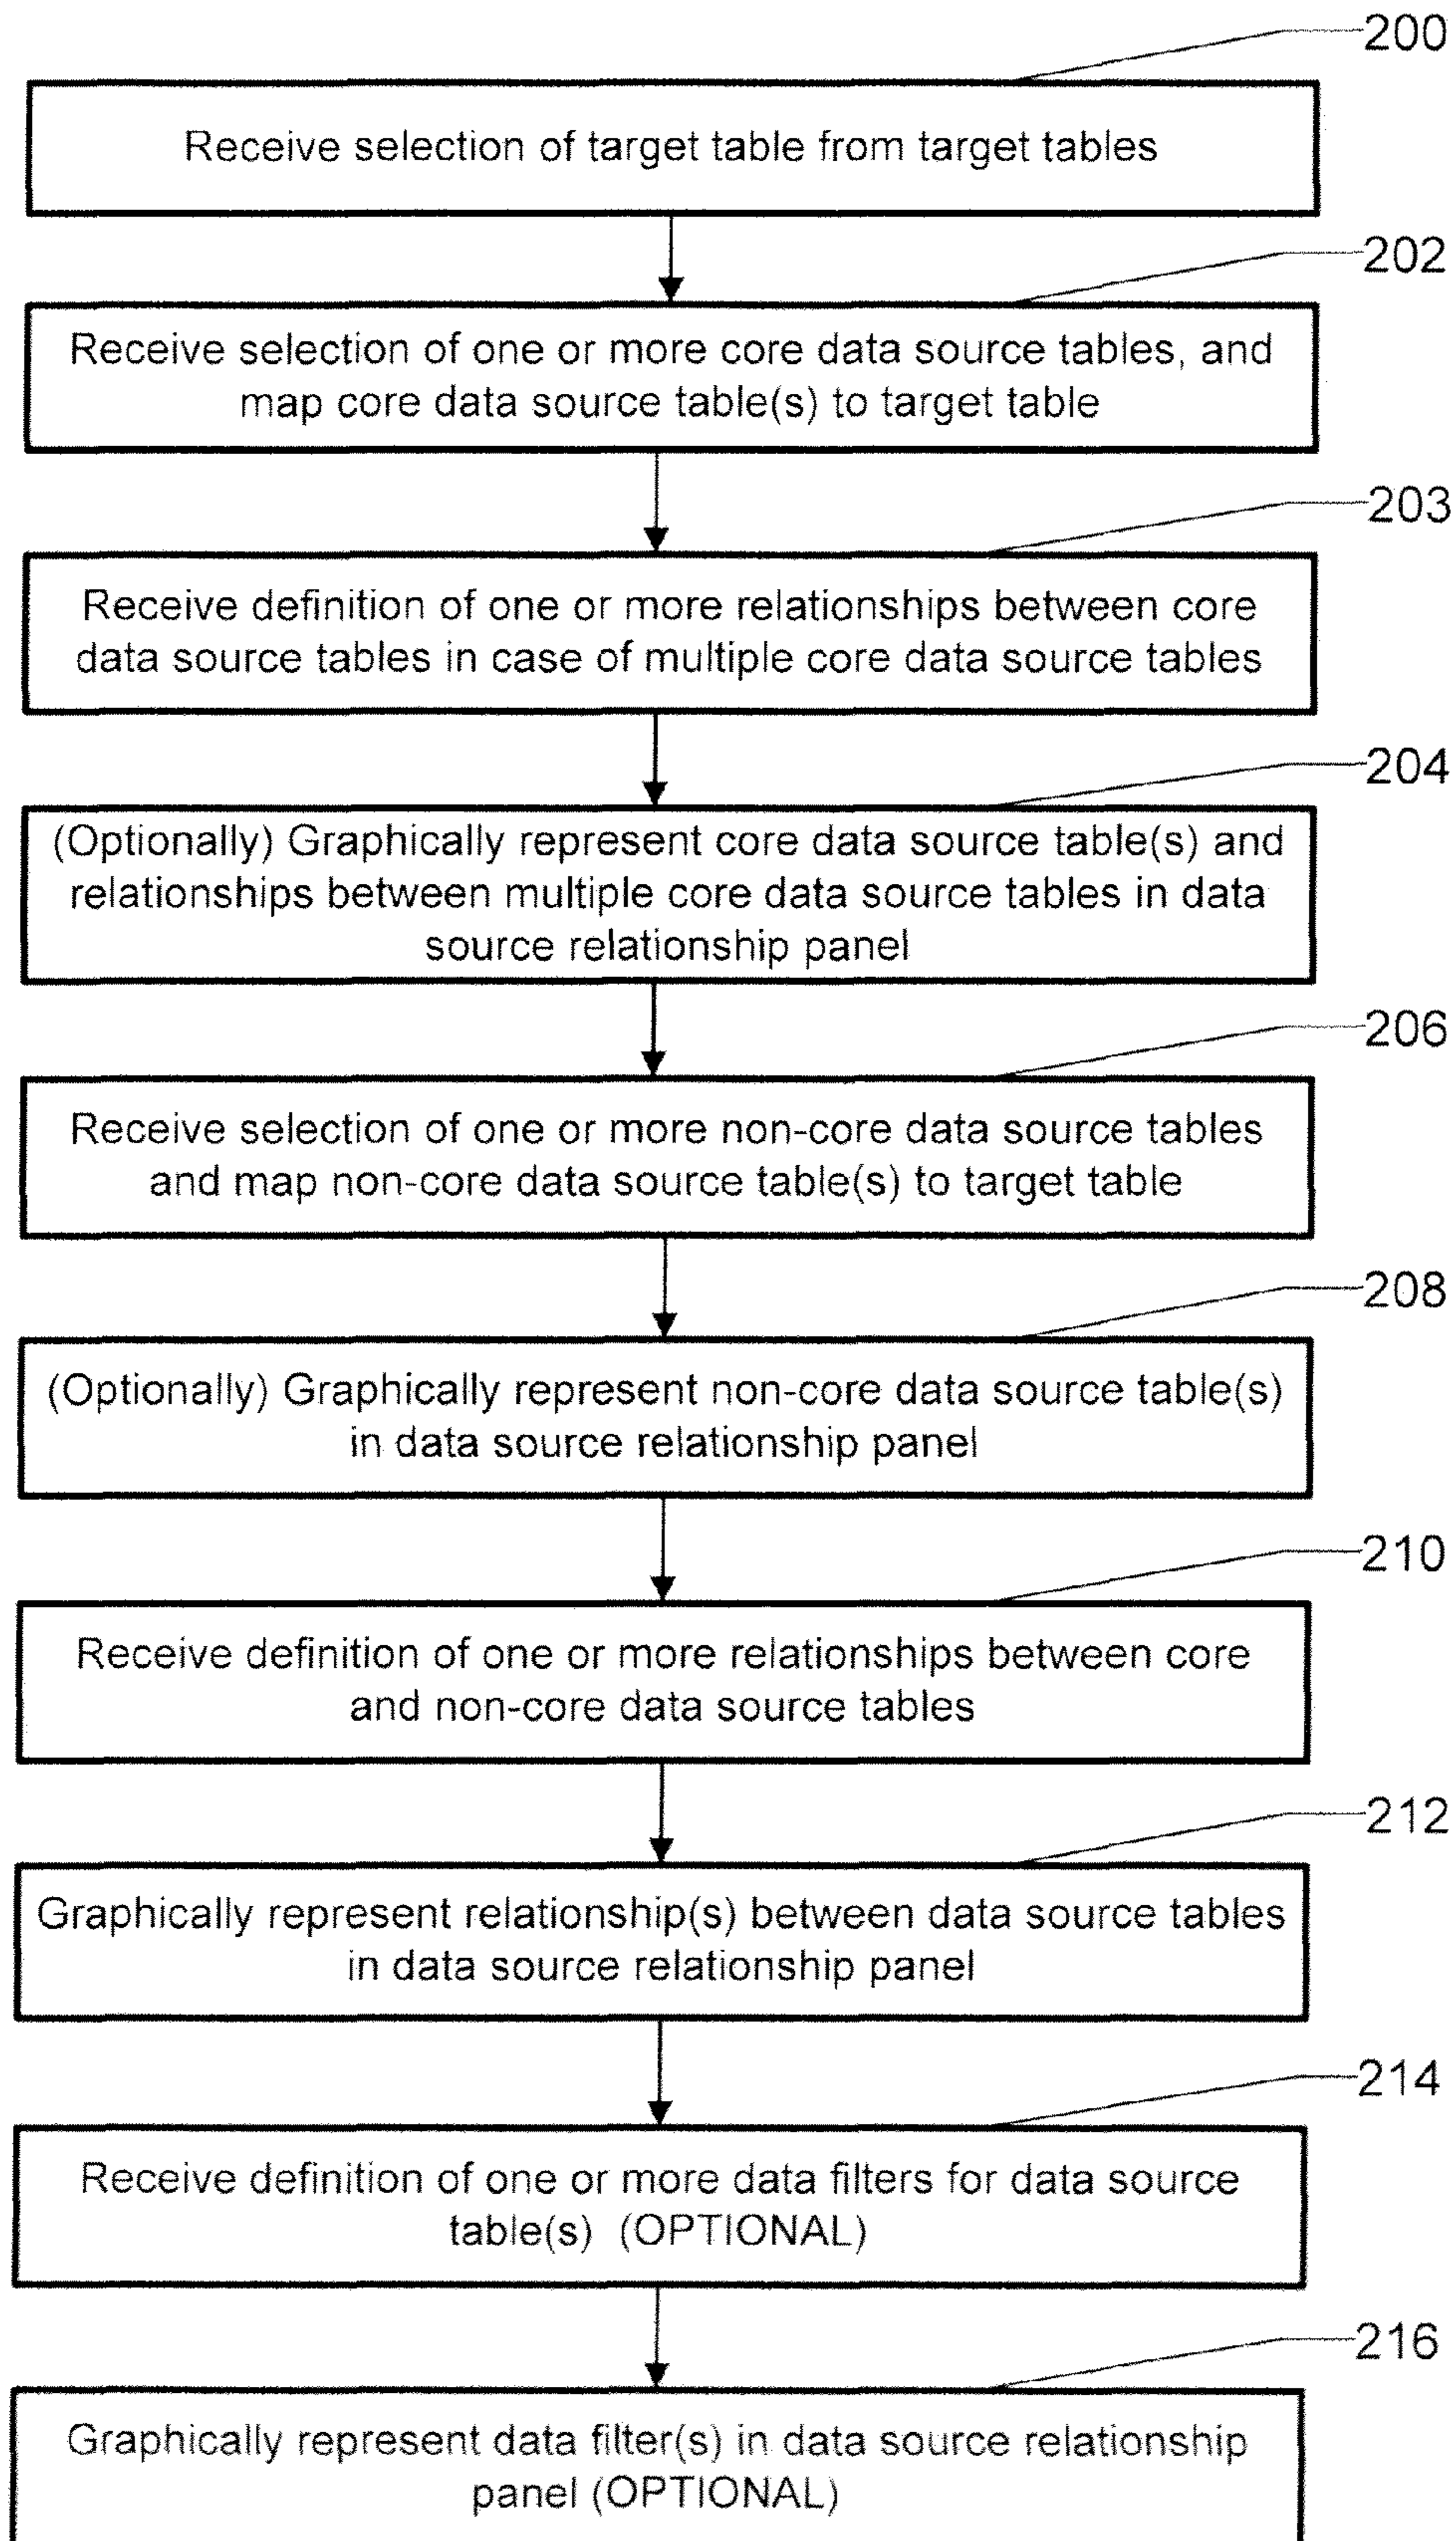 200
Receive selection of target table from target tables
202
Receive selection of one or more core data source tables, and
map core data source table(s) to target table
203
Receive definition of one or more relationships between core
data source tables in case of multiple core data source tables
204
(Optionally) Graphically represent core data source table(s) and
relationships between multiple core data source tables in data
source relationship panel
206
Receive selection of one or more non-core data source tables
and map non-core data source table(s) to target table
208
(Optionally) Graphically represent non-core data source table(s)
in data source relationship panel
210
Receive definition of one or more relationships between core
and non-core data source tables
212
Graphically represent relationship(s) between data source tables
in data source relationship panel
214
Receive definition of one or more data filters for data source
table(s) (OPTIONAL)
216
Graphically represent data filter(s) in data source relationship
panel (OPTIONAL)